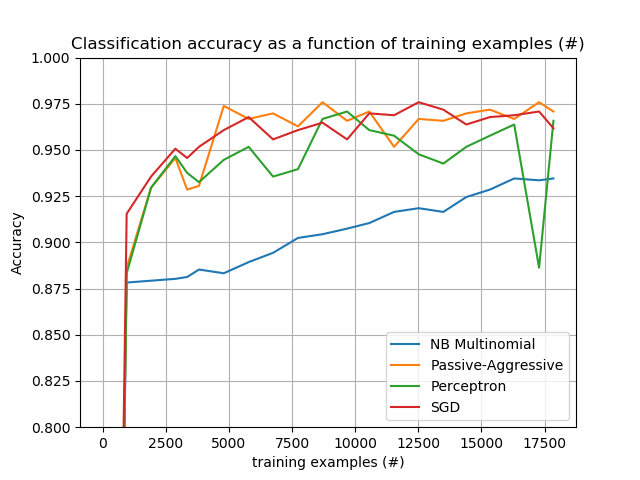 Classification accuracy as a function of training examples (#)
1.000
0.975
0.950
0.925
0.900
0.875
0.850
0.825
0.800
Accuracy
NB Multinomial
Passive-Aggressive
Perceptron
SGD
0 2500 5000 7500 10000 12500 15000 17500
training examples (#)